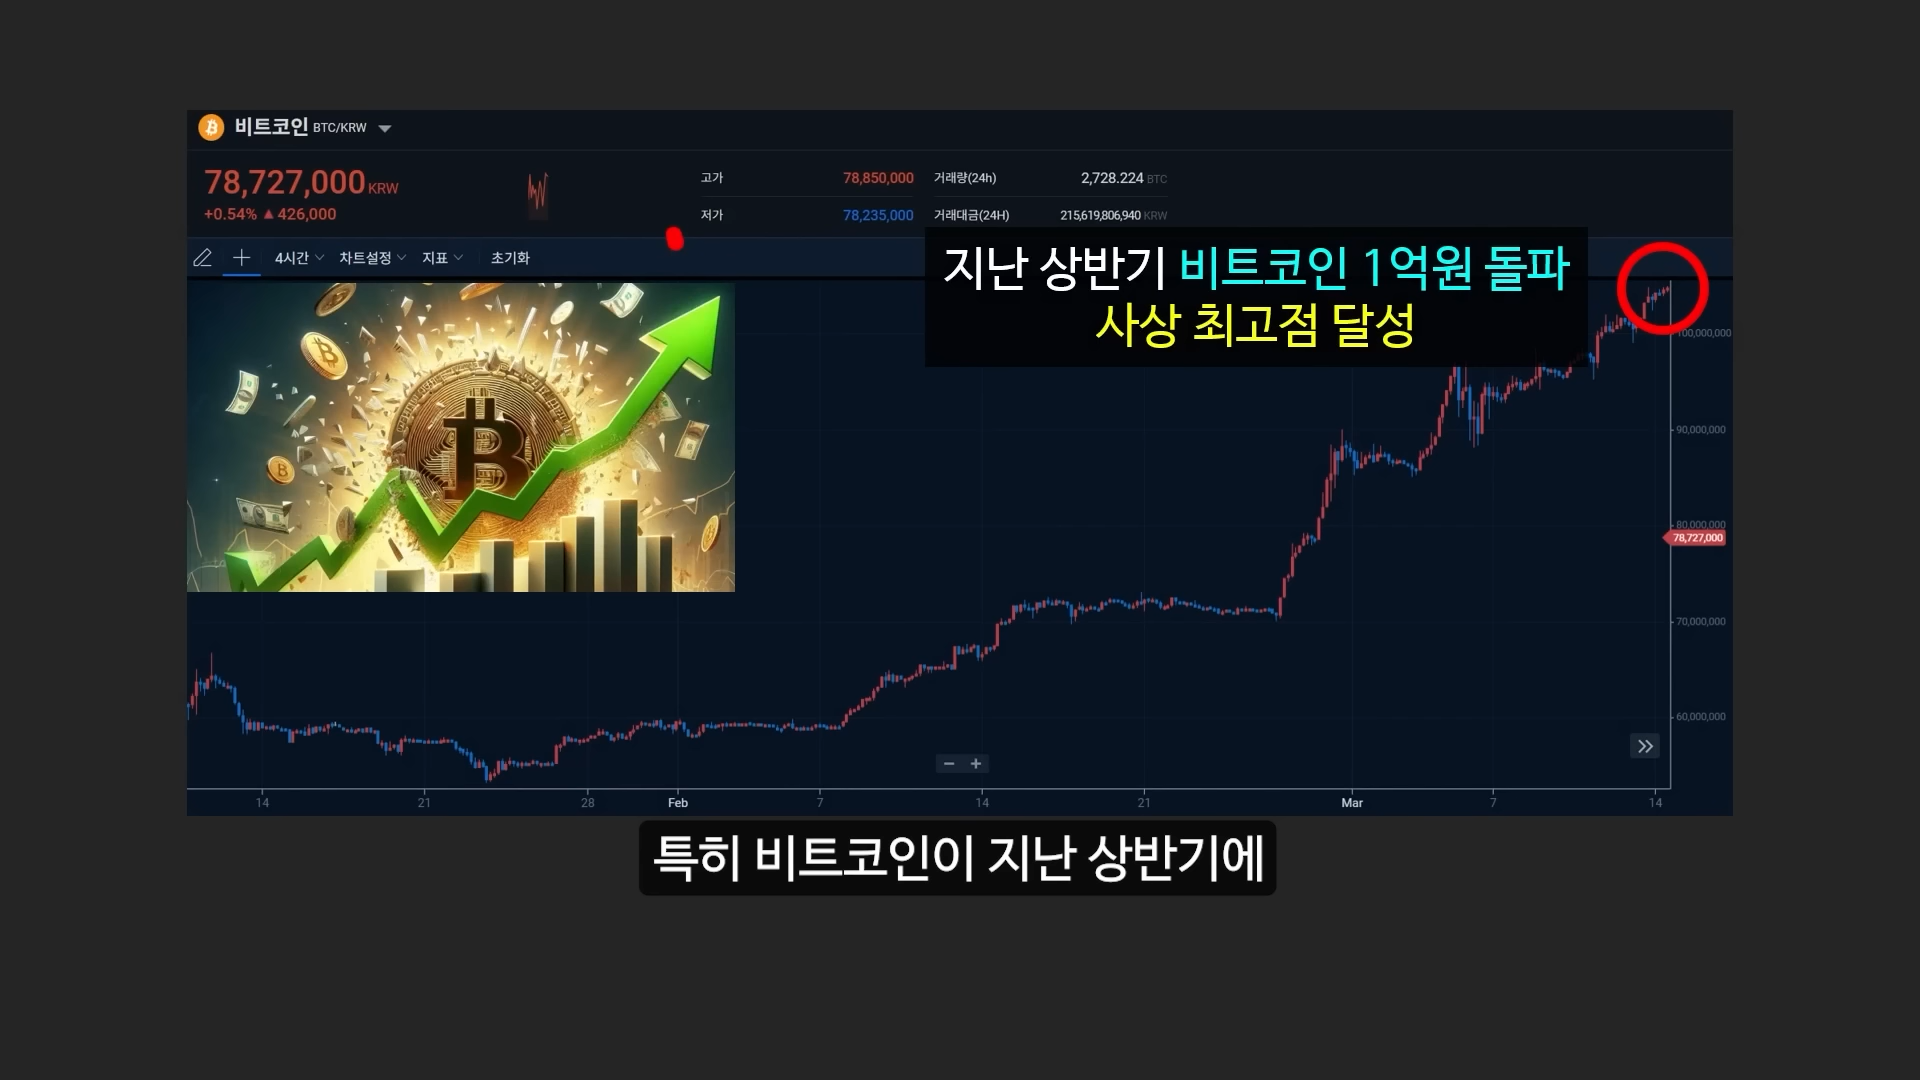 비트코인 BTC/KRW
78,727,000 KRW
+0.54% ▲ 426,000
고가 78,850,000
저가 78,235,000
거래량(24h) 2,728.224 BTC
거래대금(24H) 215,619,806,940 KRW
4시간 차트설정 지표 초기화
지난 상반기 비트코인 1억원 돌파
사상 최고점 달성
100,000,000
90,000,000
80,000,000
78,727,000
70,000,000
60,000,000
14 21 28 Feb 7 14 21 Mar 7 14
특히 비트코인이 지난 상반기에